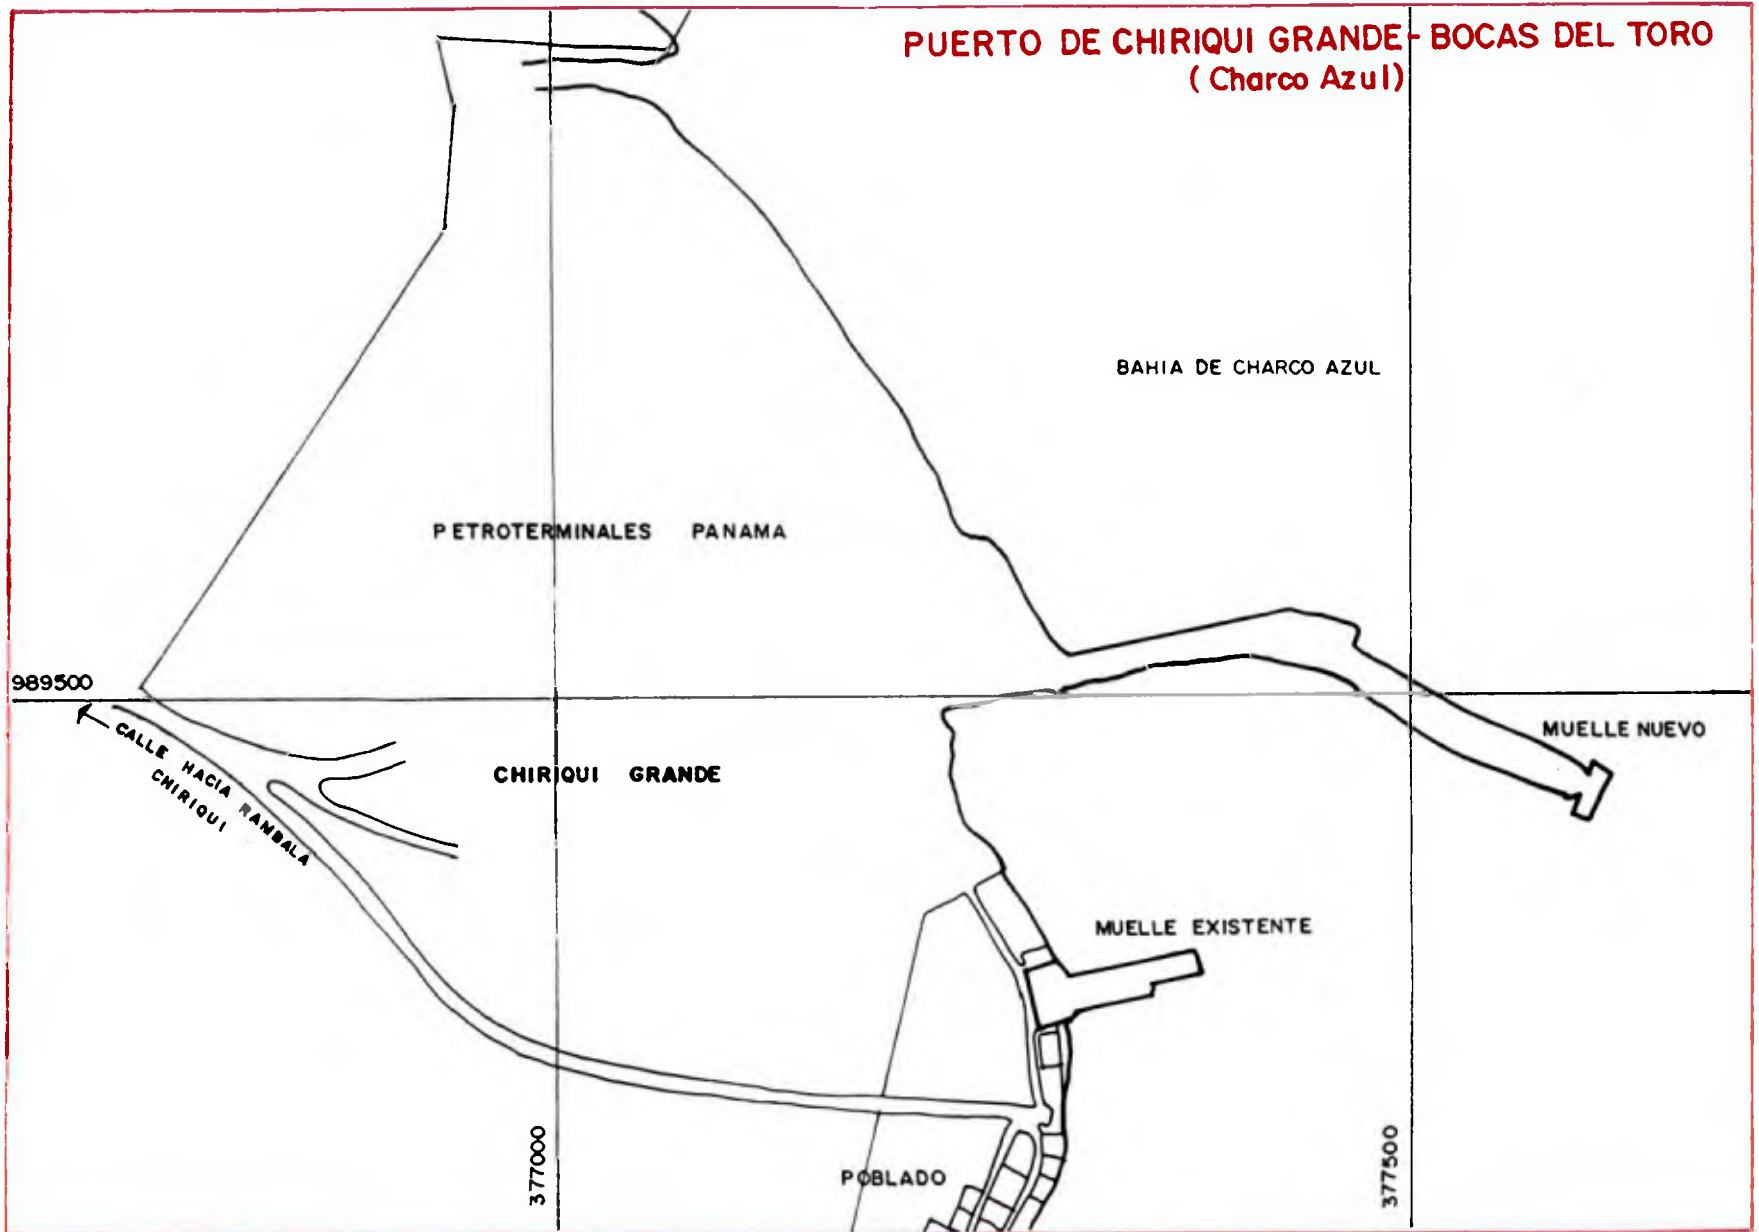 PUERTO DE CHIRIQUI GRANDE - BOCAS DEL TORO
(Charco Azul)
BAHIA DE CHARCO AZUL
PETROTERMINALES PANAMA
989500
MUELLE NUEVO
CALLE HACIA RAMBALA
CHIRIQUI
CHIRIQUI GRANDE
MUELLE EXISTENTE
377000
377500
POBLADO